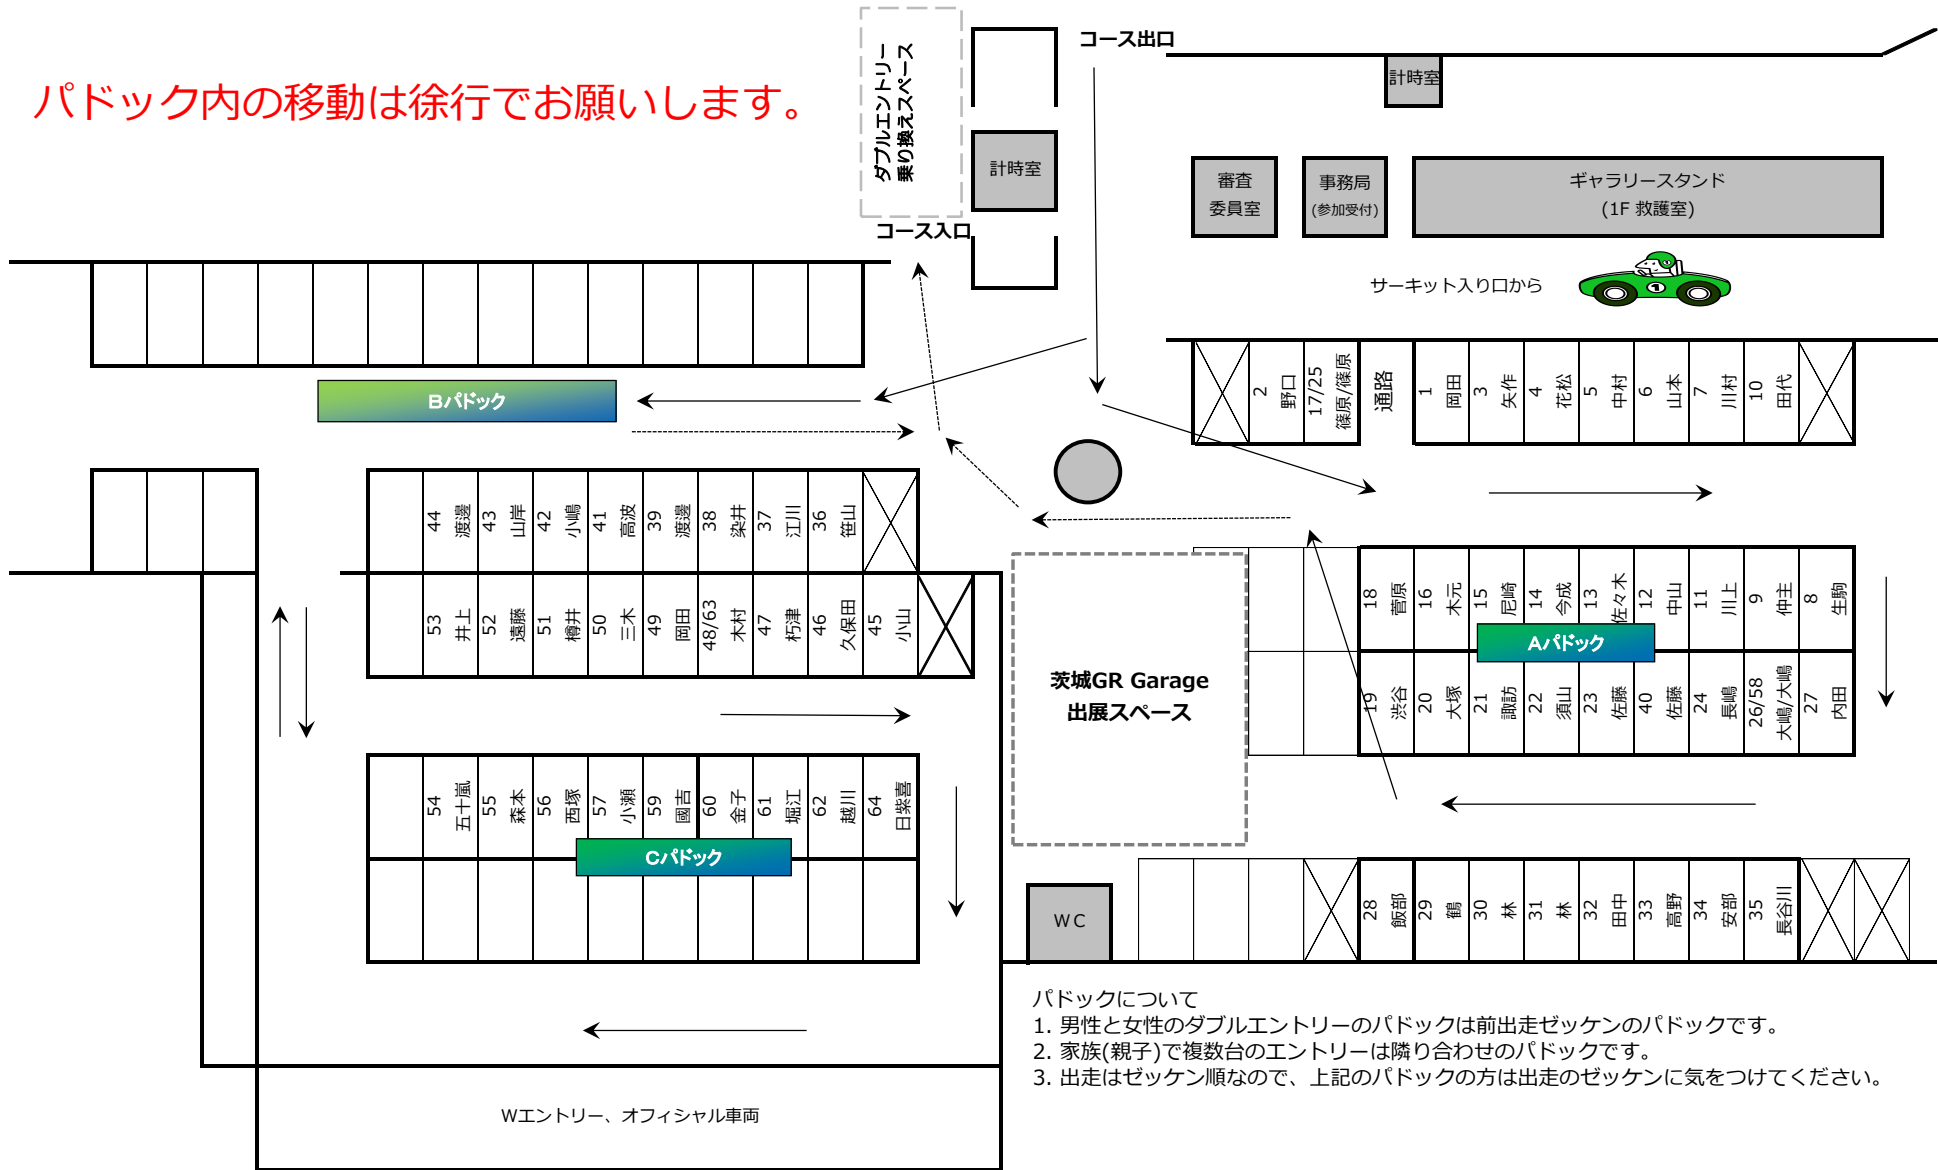 コース出口
計時室
パドック内の移動は徐行でお願いします。
ダブルエントリー
乗り換えスペース
計時室
審査
委員室
事務局
(参加受付)
ギャラリースタンド
(1F 救護室)
コース入口
サーキット入り口から
1
2 野口
17/25 篠原/篠原
通路
1 岡田
3 矢作
4 花松
5 中村
6 山本
7 川村
10 田代
Bパドック
44 渡邊
43 山岸
42 小嶋
41 高波
39 渡邊
38 染井
37 江川
36 笹山
53 井上
52 遠藤
51 樽井
50 三木
49 岡田
48/63 木村
47 朽津
46 久保田
45 小山
18 菅原
16 木元
15 尼崎
14 今成
13 佐々木
12 中山
11 川上
9 仲主
8 生駒
Aパドック
19 渋谷
20 大塚
21 諏訪
22 須山
23 佐藤
40 佐藤
24 長嶋
26/58 大嶋/大嶋
27 内田
茨城GR Garage
出展スペース
54 五十嵐
55 森本
56 西塚
57 小瀬
59 國吉
60 金子
61 堀江
62 越川
64 日紫喜
Cパドック
WC
28 飯部
29 鶴
30 林
31 林
32 田中
33 高野
34 安部
35 長谷川
パドックについて
1. 男性と女性のダブルエントリーのパドックは前出走ゼッケンのパドックです。
2. 家族(親子)で複数台のエントリーは隣り合わせのパドックです。
3. 出走はゼッケン順なので、上記のパドックの方は出走のゼッケンに気をつけてください。
Wエントリー、オフィシャル車両